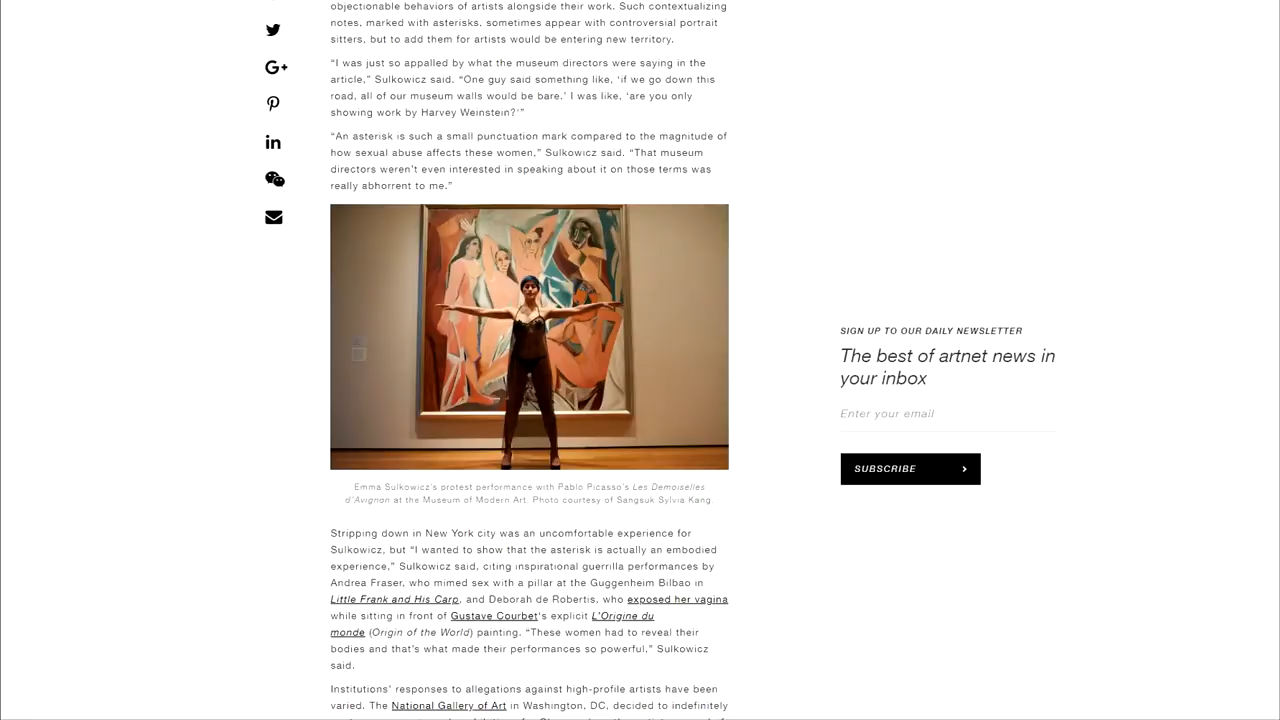 objectionable behaviors of artists alongside their work. Such contextualizing
notes, marked with asterisks, sometimes appear with controversial portrait
sitters, but to add them for artists would be entering new territory.
“I was just so appalled by what the museum directors were saying in the
article,” Sulkowicz said. “One guy said something like, ‘if we go down this
road, all of our museum walls would be bare.’ I was like, ‘are you only
showing work by Harvey Weinstein?’”
“An asterisk is such a small punctuation mark compared to the magnitude of
how sexual abuse affects these women,” Sulkowicz said. “That museum
directors weren’t even interested in speaking about it on those terms was
really abhorrent to me.”
Emma Sulkowicz’s protest performance with Pablo Picasso’s Les Demoiselles
d’Avignon at the Museum of Modern Art. Photo courtesy of Sangsuk Sylvia Kang.
Stripping down in New York city was an uncomfortable experience for
Sulkowicz, but “I wanted to show that the asterisk is actually an embodied
experience,” Sulkowicz said, citing inspirational guerrilla performances by
Andrea Fraser, who mimed sex with a pillar at the Guggenheim Bilbao in
Little Frank and His Carp, and Deborah de Robertis, who exposed her vagina
while sitting in front of Gustave Courbet’s explicit L’Origine du
monde (Origin of the World) painting. “These women had to reveal their
bodies and that’s what made their performances so powerful,” Sulkowicz
said.
Institutions’ responses to allegations against high-profile artists have been
varied. The National Gallery of Art in Washington, DC, decided to indefinitely
SIGN UP TO OUR DAILY NEWSLETTER
The best of artnet news in
your inbox
Enter your email
SUBSCRIBE